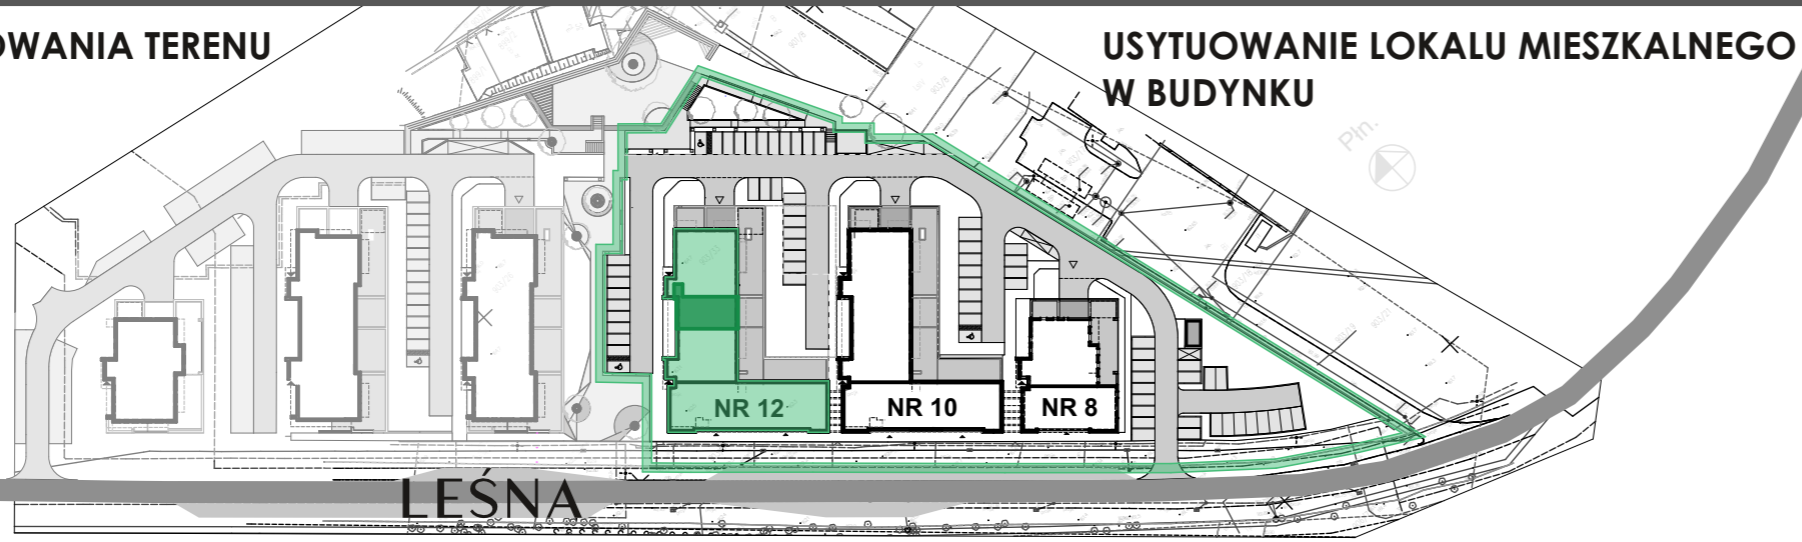 OWANIA TERENU
USYTUOWANIE LOKALU MIESZKALNEGO
W BUDYNKU
Płn.
NR 12
NR 10
NR 8
LEŚNA